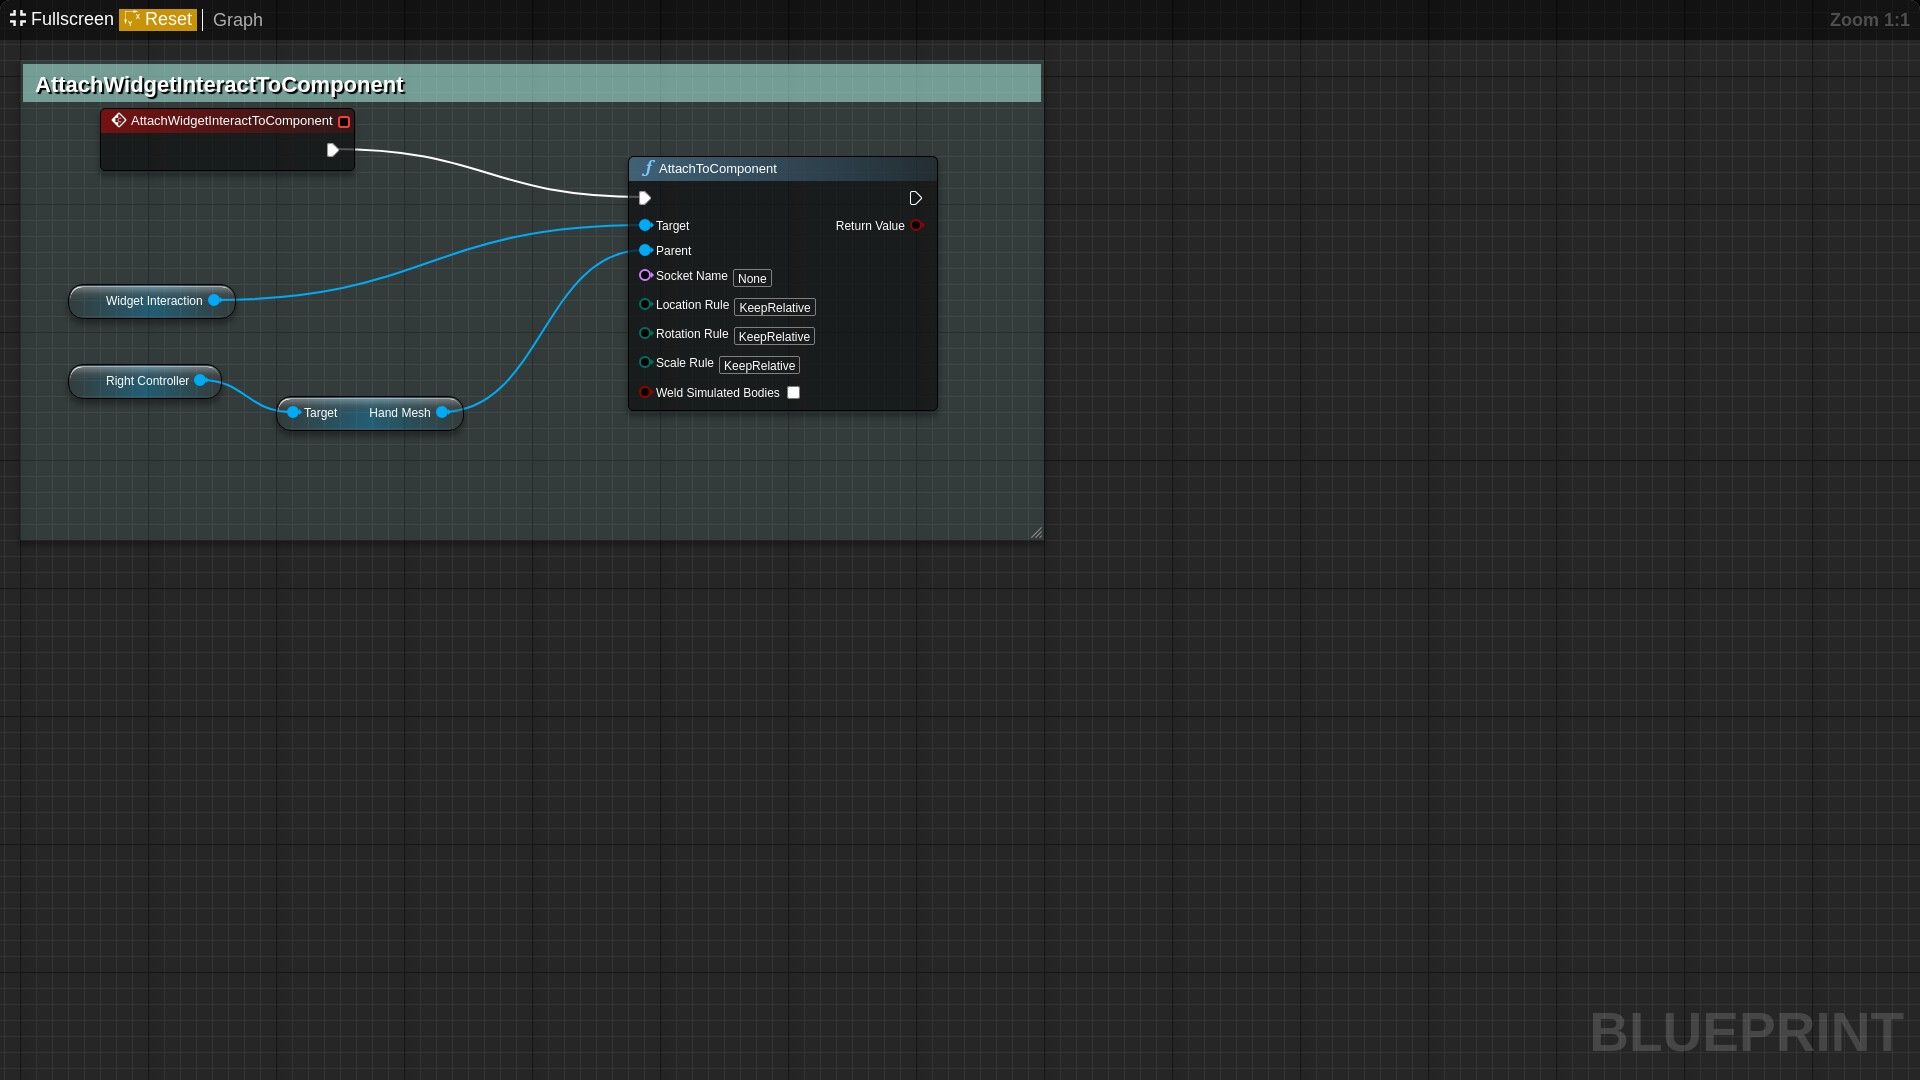 Fullscreen Reset Graph Zoom 1:1
AttachWidgetInteractToComponent
AttachWidgetInteractToComponent
AttachToComponent
Target Return Value
Parent
Socket Name None
Location Rule KeepRelative
Rotation Rule KeepRelative
Scale Rule KeepRelative
Weld Simulated Bodies
Widget Interaction
Right Controller
Target Hand Mesh
BLUEPRINT